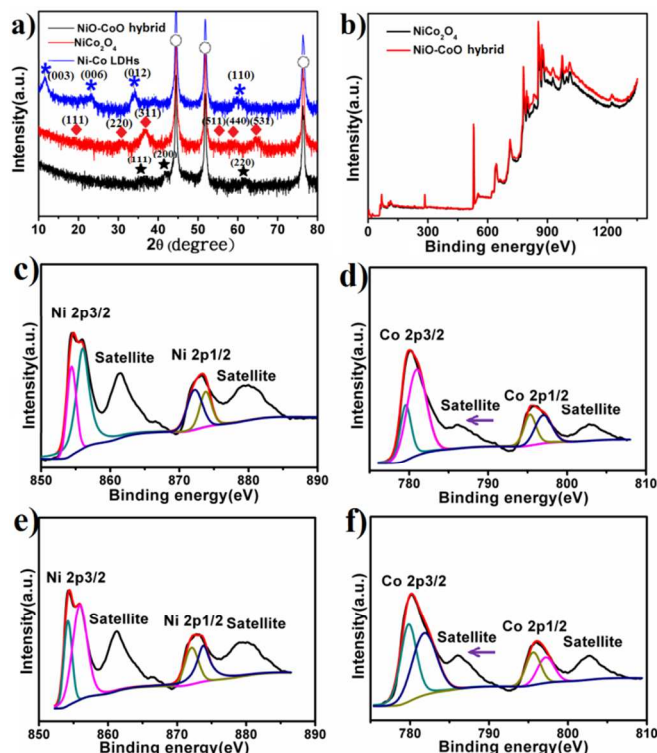 a)
NiO-CoO hybrid
NiCo₂O₄
Ni-Co LDHs
(003)
(006)
(012)
(110)
(111)
(220)
(311)
(511)
(440)
(531)
(111)
(200)
(220)
Intensity(a.u.)
10 20 30 40 50 60 70 80
2θ (degree)
b)
NiCo₂O₄
NiO-CoO hybrid
Intensity(a.u.)
0 300 600 900 1200
Binding energy(eV)
c)
Ni 2p3/2
Satellite
Ni 2p1/2
Satellite
Intensity(a.u.)
850 860 870 880 890
Binding energy(eV)
d)
Co 2p3/2
Satellite
Co 2p1/2
Satellite
Intensity(a.u.)
780 790 800 810
Binding energy(eV)
e)
Ni 2p3/2
Satellite
Ni 2p1/2
Satellite
Intensity(a.u.)
850 860 870 880 890
Binding energy(eV)
f)
Co 2p3/2
Satellite
Co 2p1/2
Satellite
Intensity(a.u.)
770 780 790 800 810
Binding energy(eV)